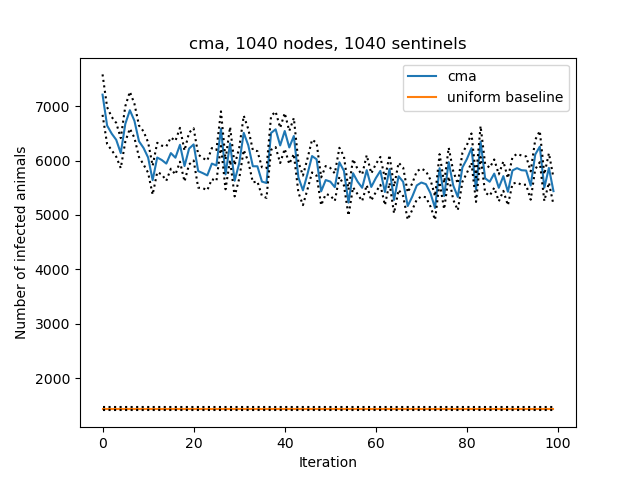 cma, 1040 nodes, 1040 sentinels
cma
uniform baseline
7000
6000
5000
4000
3000
2000
Number of infected animals
0 20 40 60 80 100
Iteration